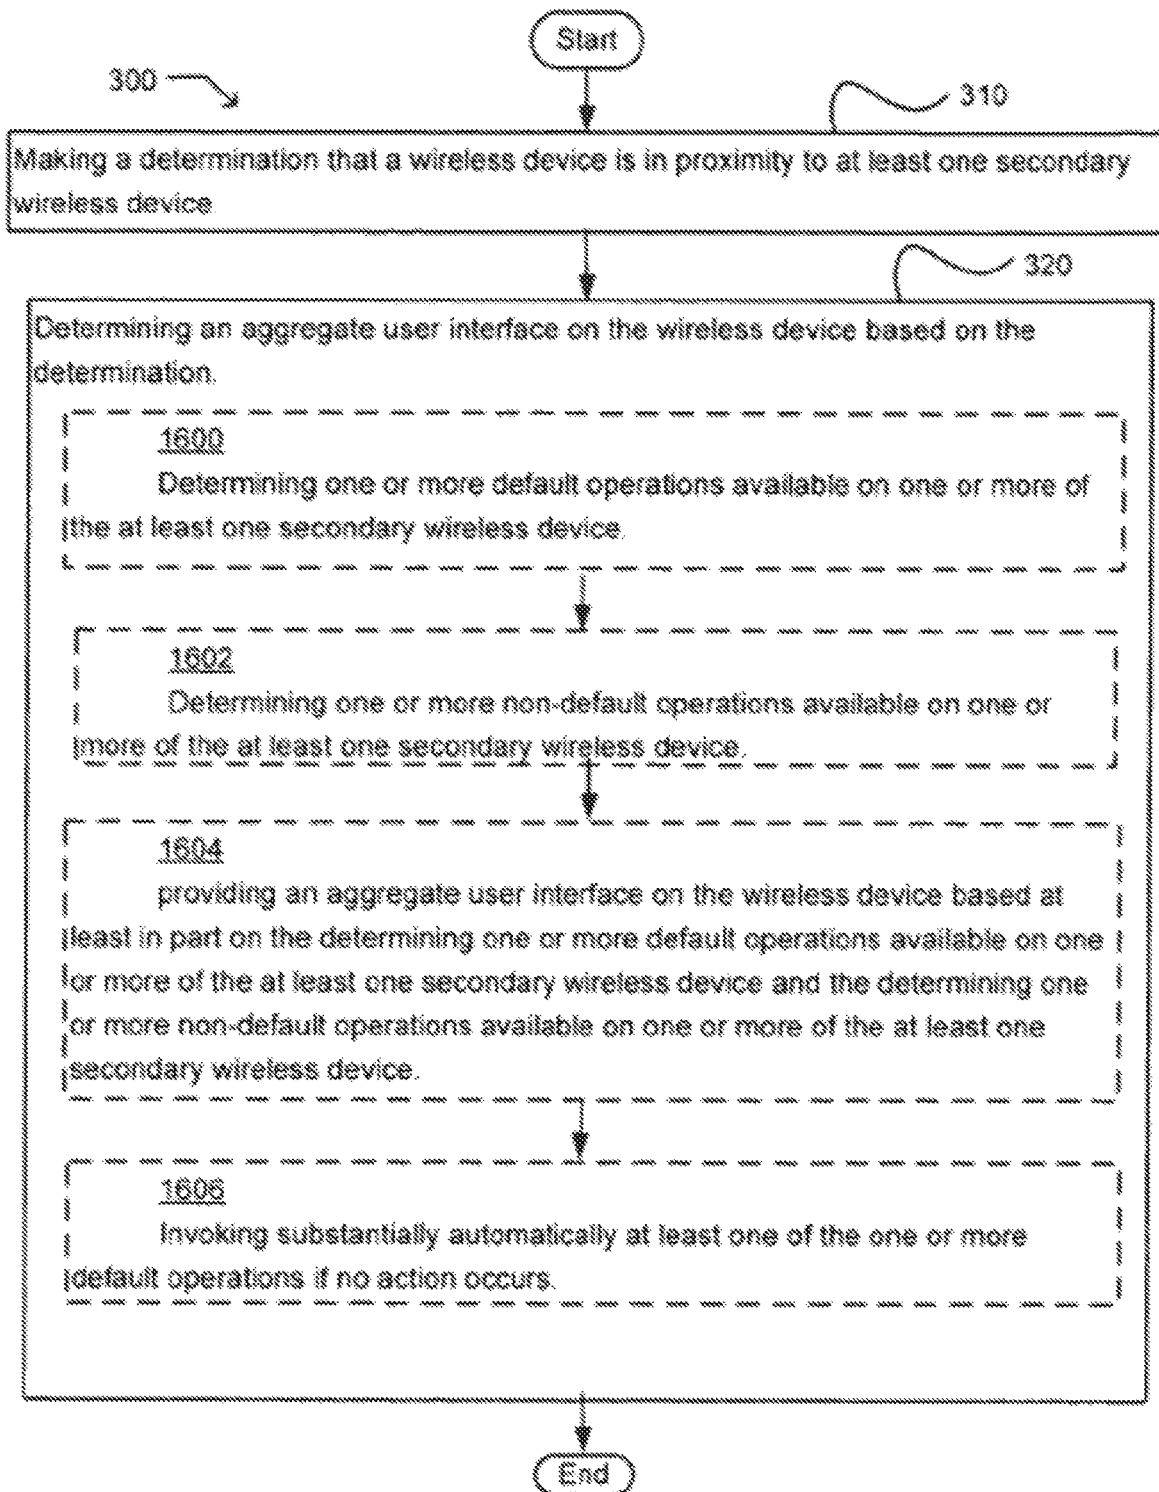 Start
300
310
Making a determination that a wireless device is in proximity to at least one secondary
wireless device
320
Determining an aggregate user interface on the wireless device based on the
determination.
1600
Determining one or more default operations available on one or more of
the at least one secondary wireless device.
1602
Determining one or more non-default operations available on one or
more of the at least one secondary wireless device.
1604
providing an aggregate user interface on the wireless device based at
least in part on the determining one or more default operations available on one
or more of the at least one secondary wireless device and the determining one
or more non-default operations available on one or more of the at least one
secondary wireless device.
1606
Invoking substantially automatically at least one of the one or more
default operations if no action occurs.
End